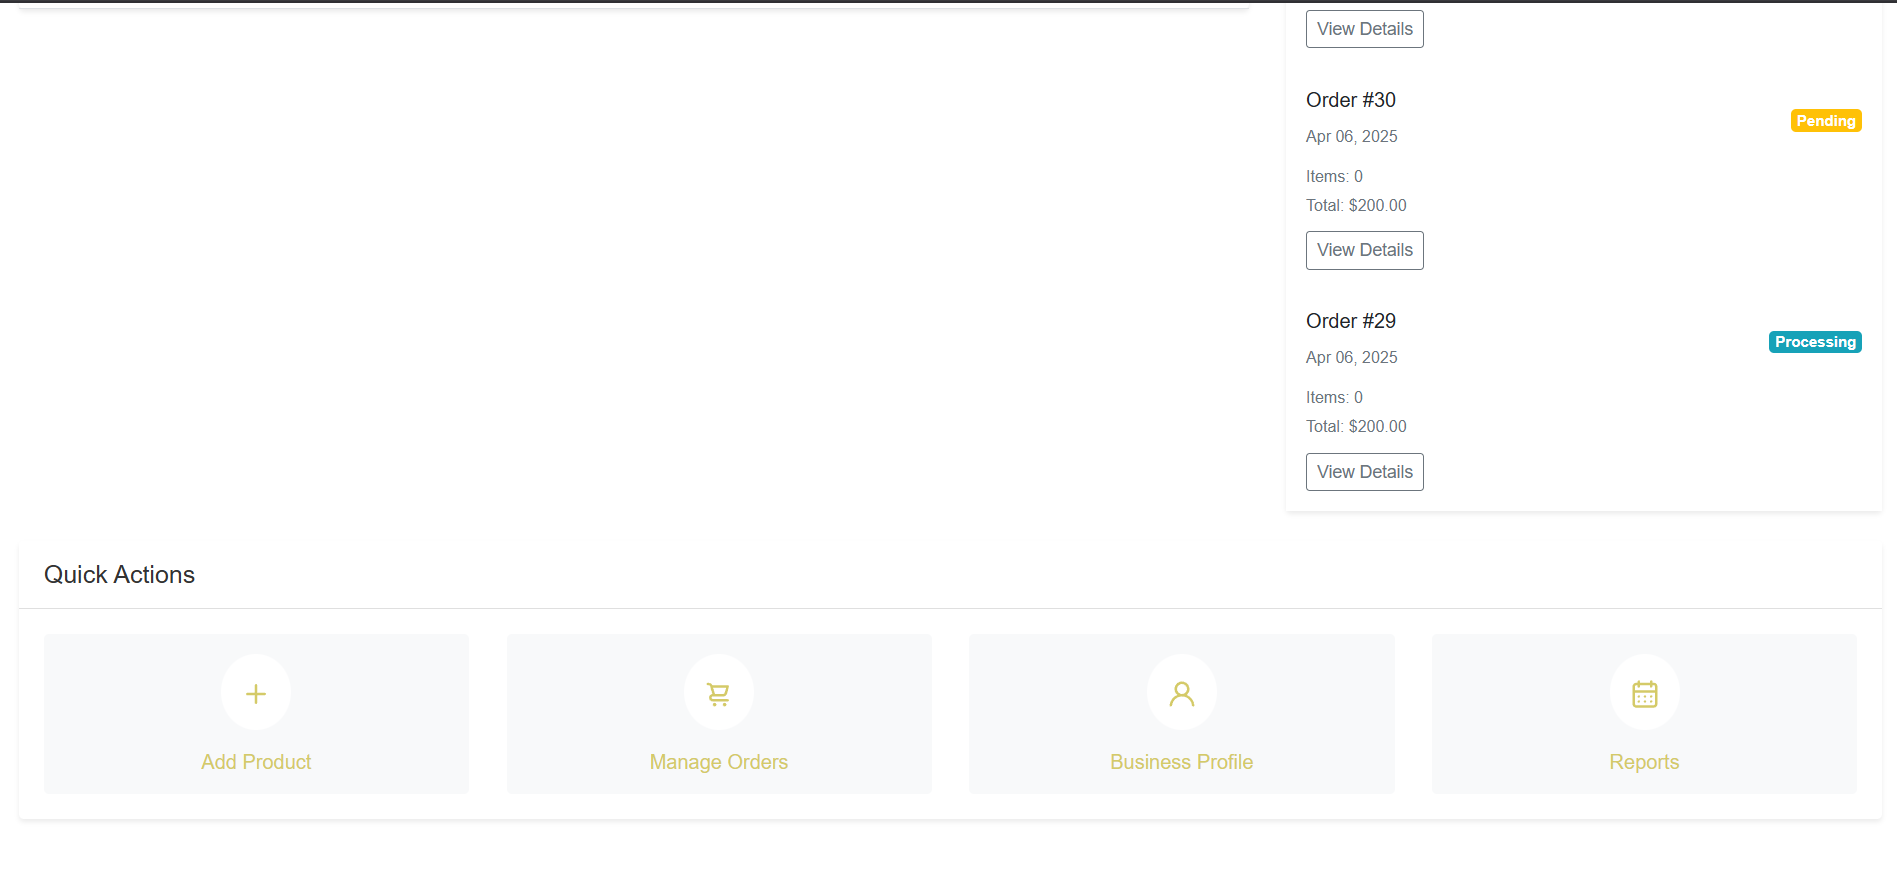 View Details
Order #30
Pending
Apr 06, 2025
Items: 0
Total: $200.00
View Details
Order #29
Processing
Apr 06, 2025
Items: 0
Total: $200.00
View Details
Quick Actions
Add Product
Manage Orders
Business Profile
Reports